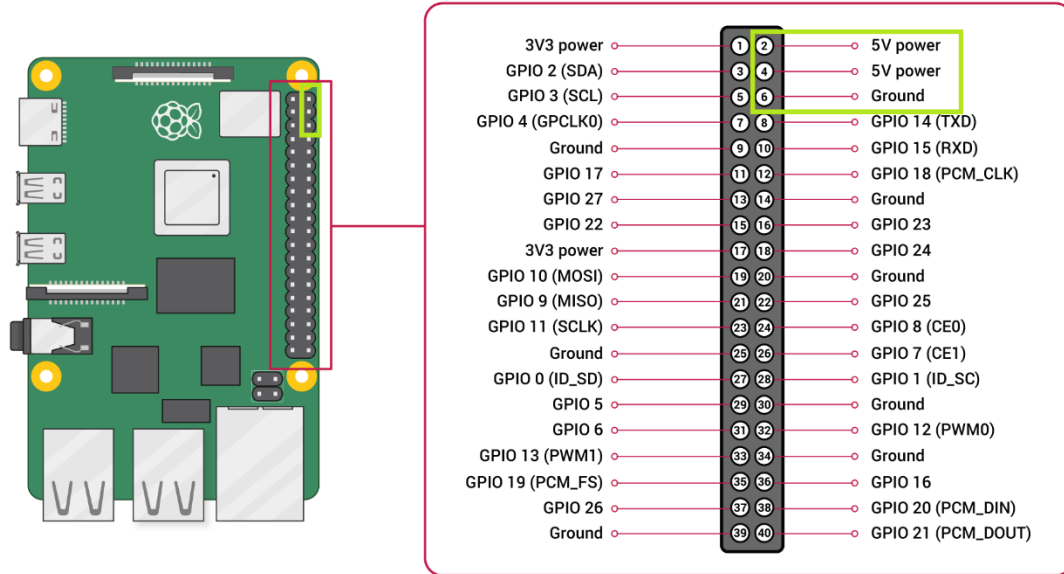 3V3 power 1 2 5V power
GPIO 2 (SDA) 3 4 5V power
GPIO 3 (SCL) 5 6 Ground
GPIO 4 (GPCLK0) 7 8 GPIO 14 (TXD)
Ground 9 10 GPIO 15 (RXD)
GPIO 17 11 12 GPIO 18 (PCM_CLK)
GPIO 27 13 14 Ground
GPIO 22 15 16 GPIO 23
3V3 power 17 18 GPIO 24
GPIO 10 (MOSI) 19 20 Ground
GPIO 9 (MISO) 21 22 GPIO 25
GPIO 11 (SCLK) 23 24 GPIO 8 (CE0)
Ground 25 26 GPIO 7 (CE1)
GPIO 0 (ID_SD) 27 28 GPIO 1 (ID_SC)
GPIO 5 29 30 Ground
GPIO 6 31 32 GPIO 12 (PWM0)
GPIO 13 (PWM1) 33 34 Ground
GPIO 19 (PCM_FS) 35 36 GPIO 16
GPIO 26 37 38 GPIO 20 (PCM_DIN)
Ground 39 40 GPIO 21 (PCM_DOUT)